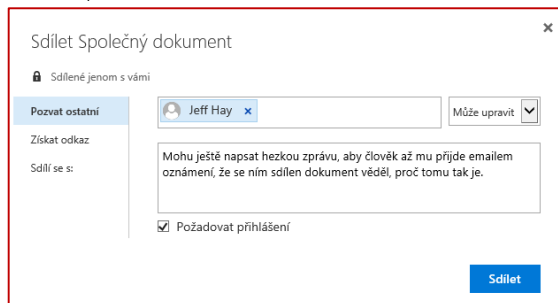 Sdílet Společný dokument
Sdílené jenom s vámi
Pozvat ostatní
Získat odkaz
Sdílí se s:
Jeff Hay x
Může upravit
Mohu ještě napsat hezkou zprávu, aby člověk až mu přijde emailem
oznámení, že se ním sdílen dokument věděl, proč tomu tak je.
Požadovat přihlášení
Sdílet